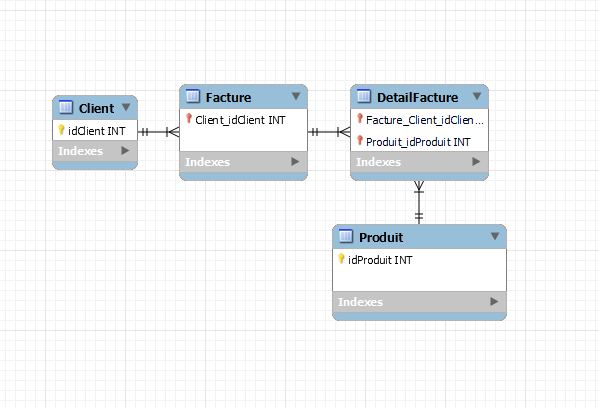 Client
idClient INT
Indexes
Facture
Client_idClient INT
Indexes
DetailFacture
Facture_Client_idClien...
Produit_idProduit INT
Indexes
Produit
idProduit INT
Indexes